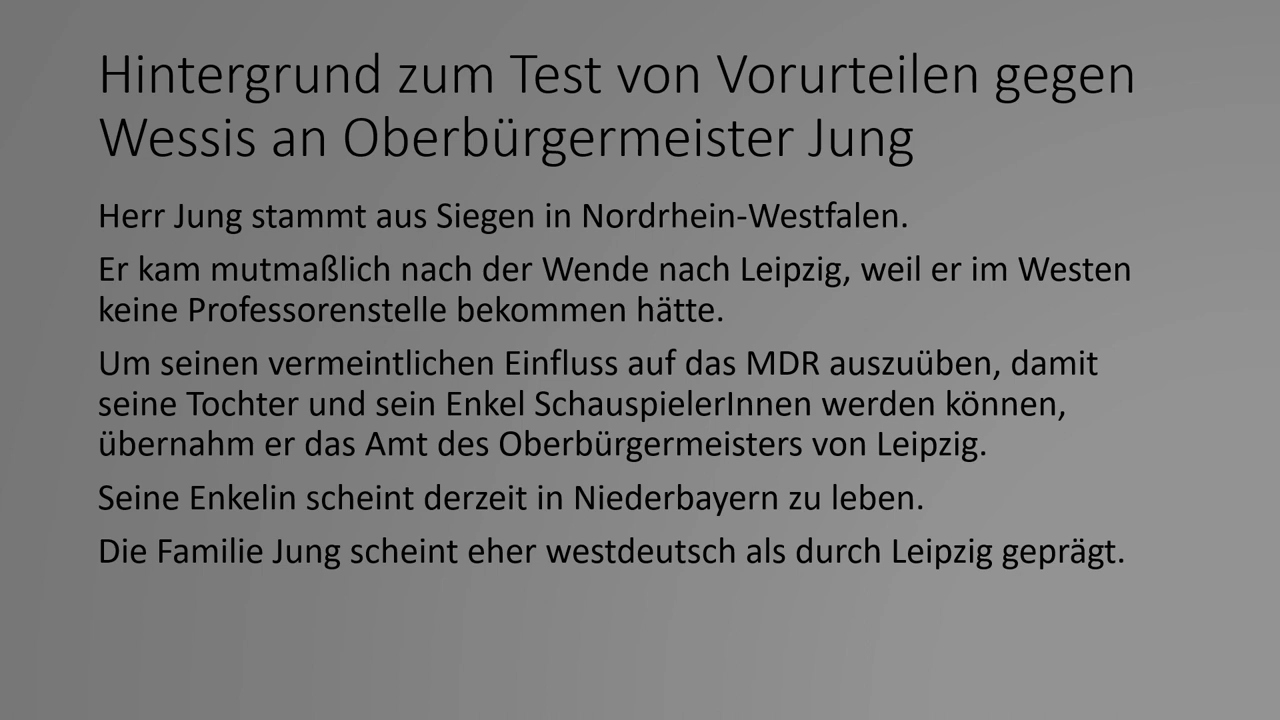 Hintergrund zum Test von Vorurteilen gegen
Wessis an Oberbürgermeister Jung
Herr Jung stammt aus Siegen in Nordrhein-Westfalen.
Er kam mutmaßlich nach der Wende nach Leipzig, weil er im Westen
keine Professorenstelle bekommen hätte.
Um seinen vermeintlichen Einfluss auf das MDR auszuüben, damit
seine Tochter und sein Enkel SchauspielerInnen werden können,
übernahm er das Amt des Oberbürgermeisters von Leipzig.
Seine Enkelin scheint derzeit in Niederbayern zu leben.
Die Familie Jung scheint eher westdeutsch als durch Leipzig geprägt.